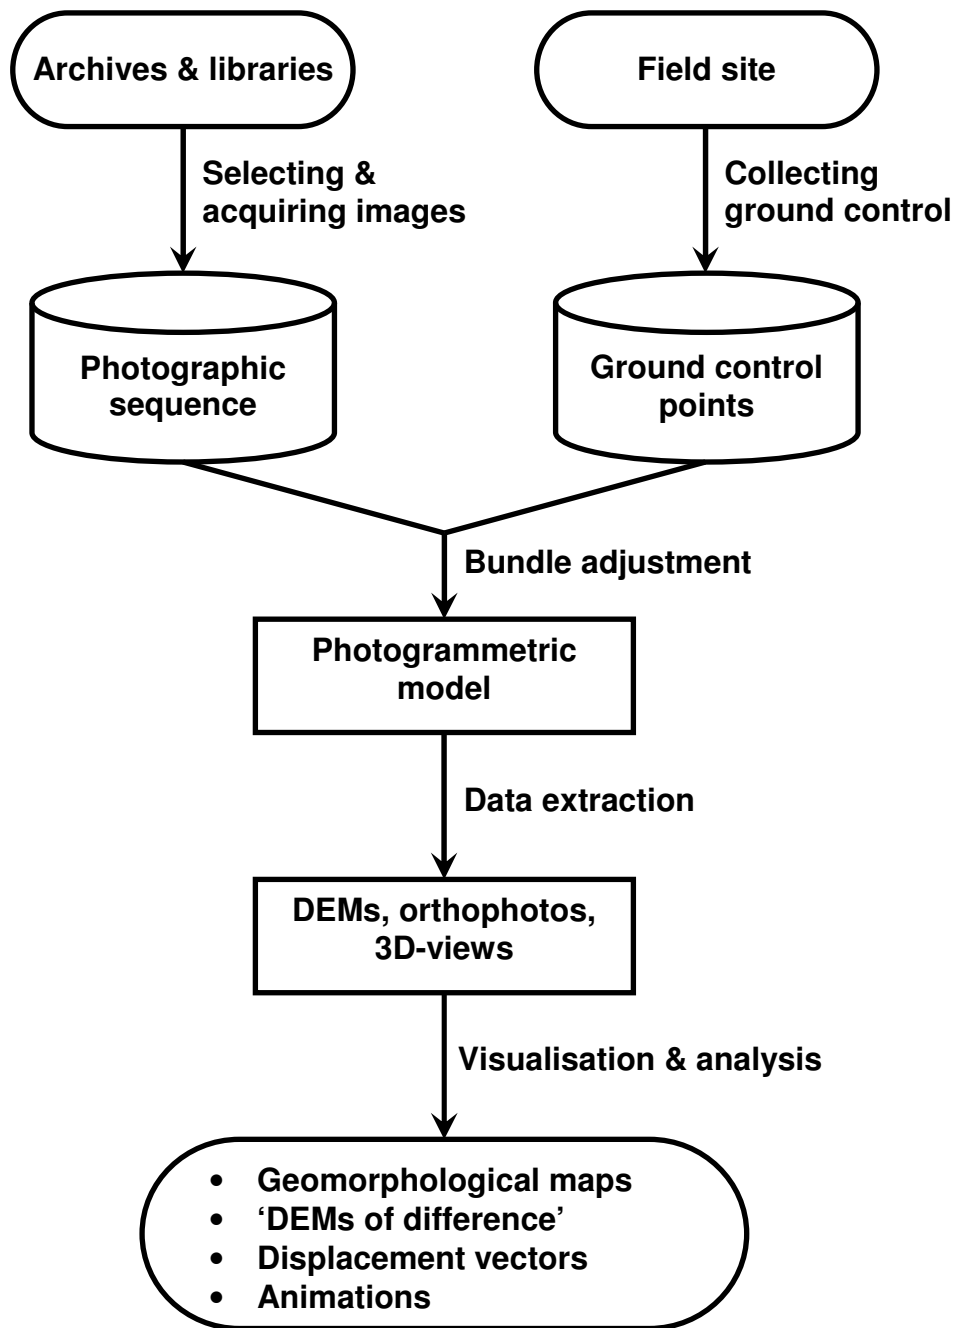 Archives & libraries
Field site
Selecting &
acquiring images
Collecting
ground control
Photographic
sequence
Ground control
points
Bundle adjustment
Photogrammetric
model
Data extraction
DEMs, orthophotos,
3D-views
Visualisation & analysis
• Geomorphological maps
• ‘DEMs of difference’
• Displacement vectors
• Animations